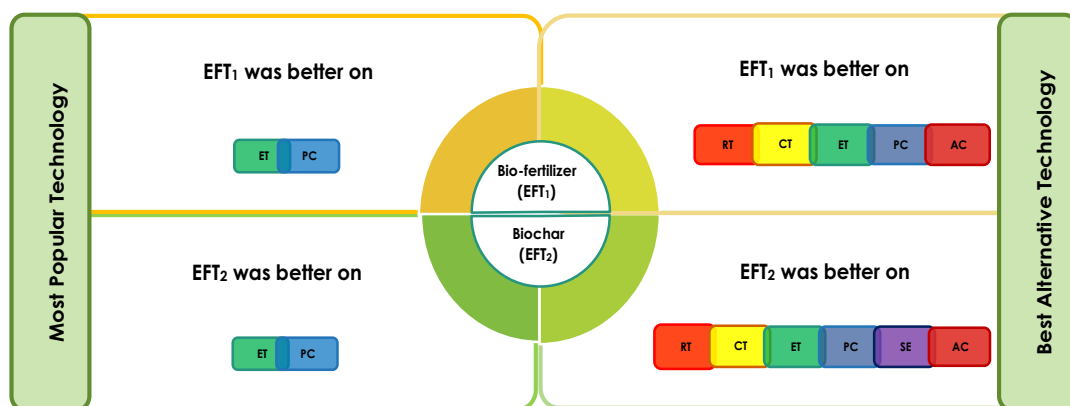 Most Popular Technology
EFT₁ was better on
ET PC
EFT₂ was better on
ET PC
Bio-fertilizer
(EFT₁)
Biochar
(EFT₂)
EFT₁ was better on
RT CT ET PC AC
EFT₂ was better on
RT CT ET PC SE AC
Best Alternative Technology